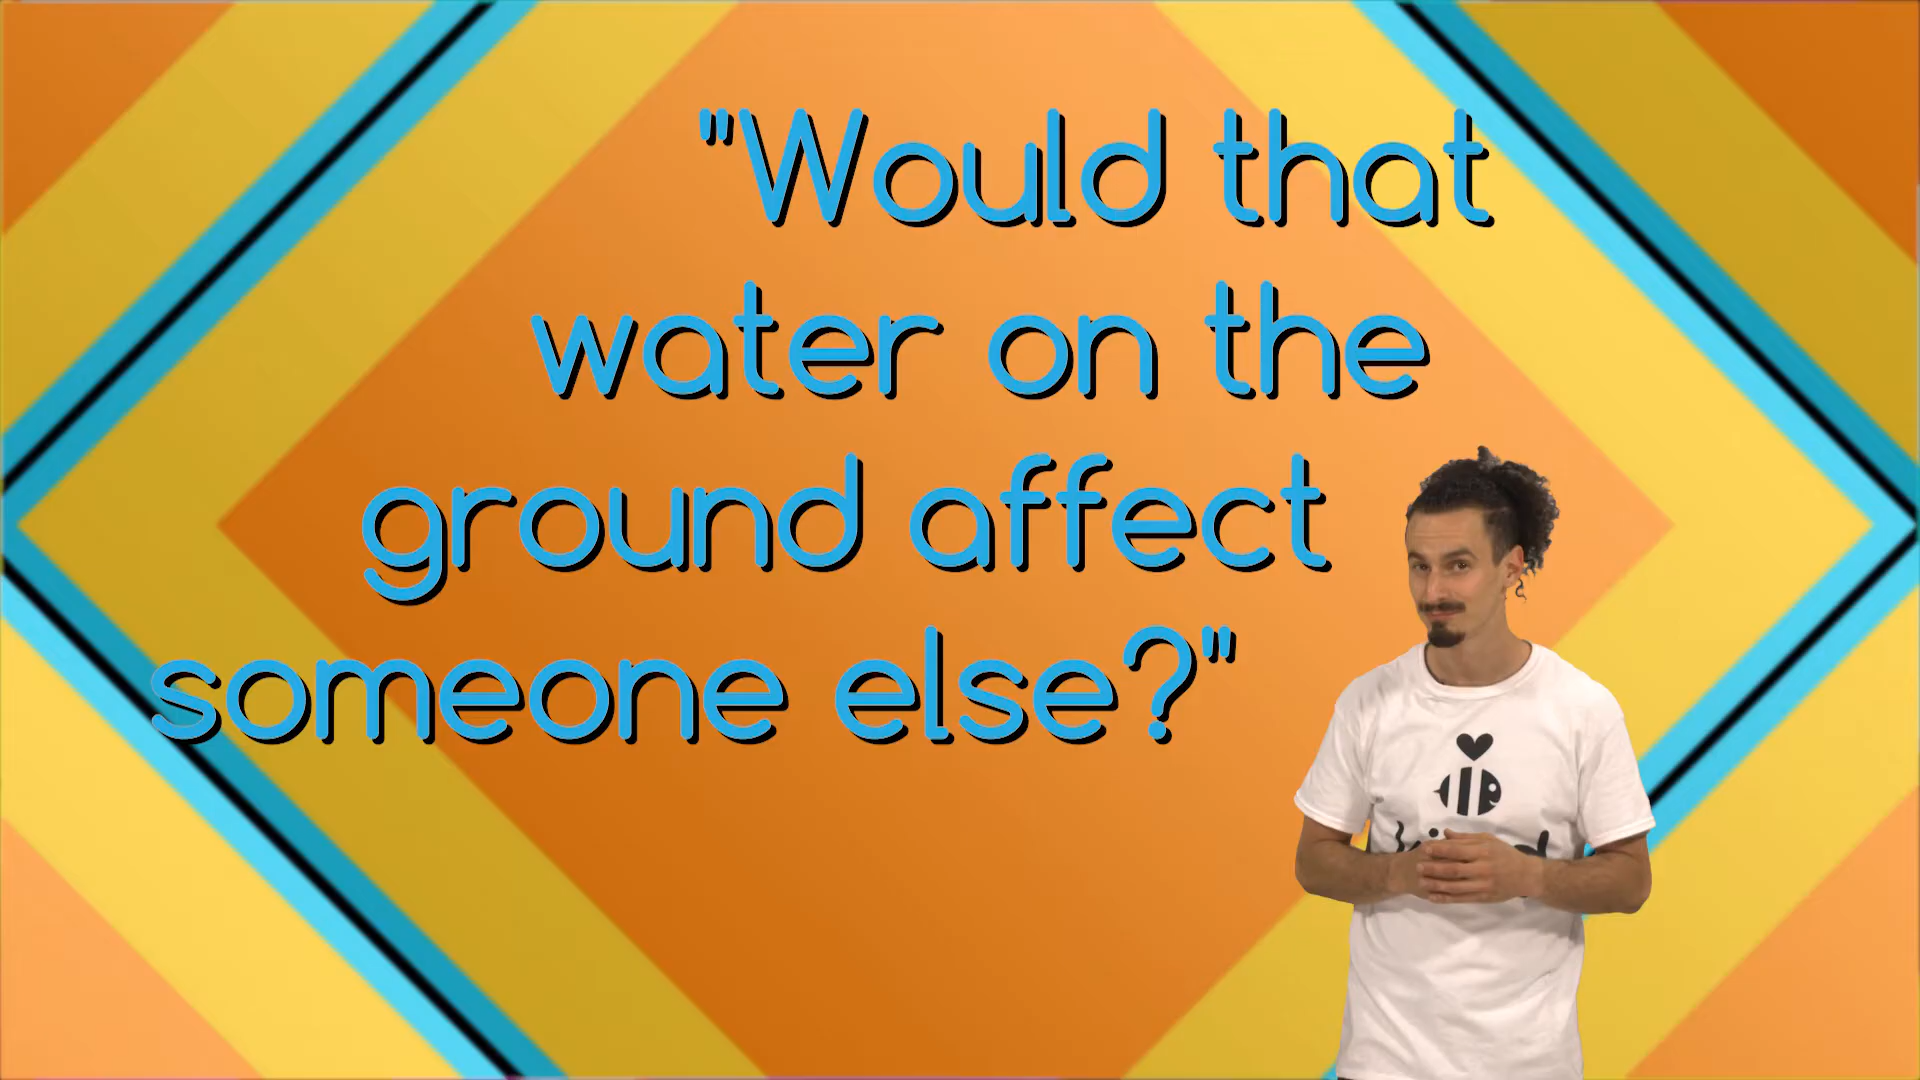 "Would that
water on the
ground affect
someone else?"